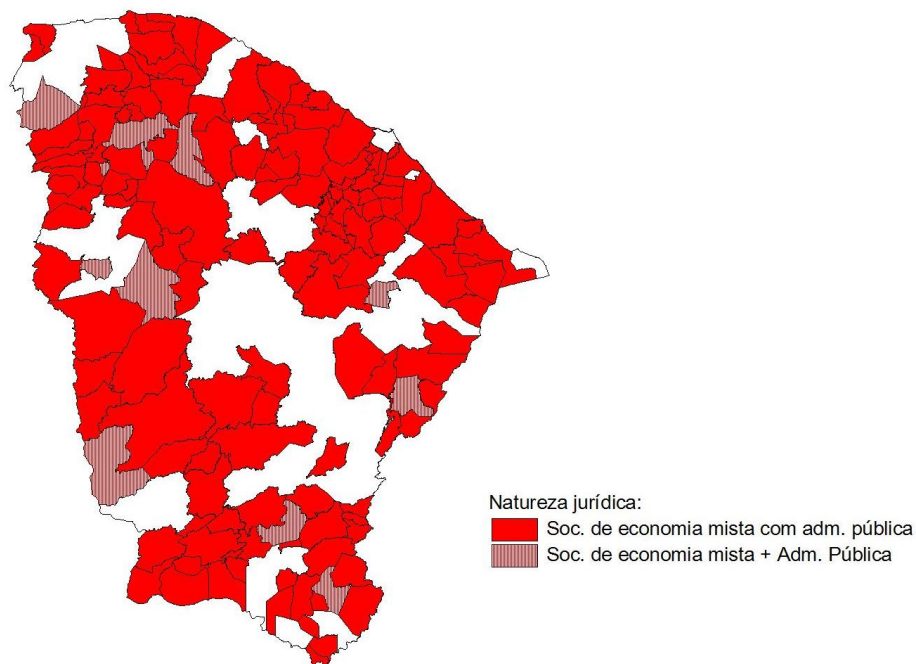 Natureza jurídica:
Soc. de economia mista com adm. pública
Soc. de economia mista + Adm. Pública